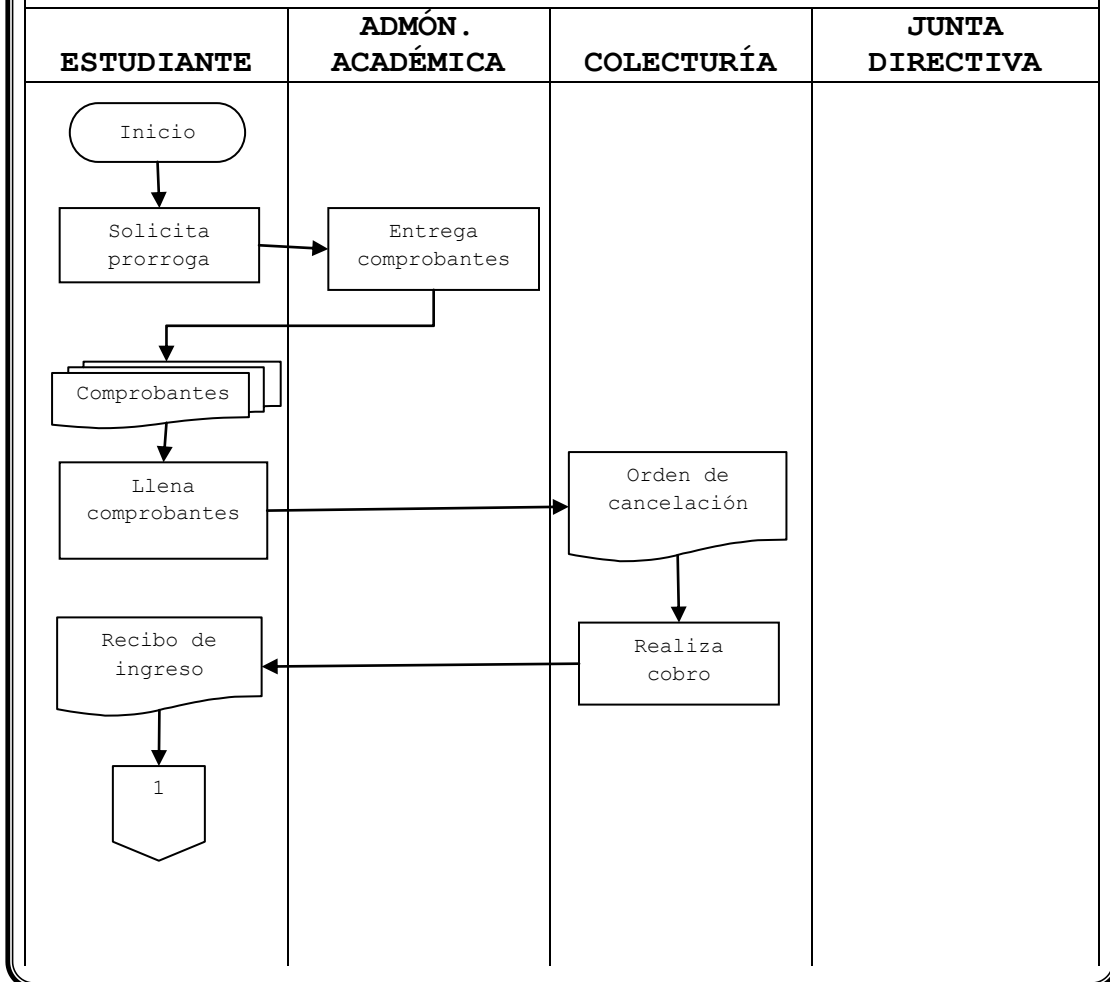 ESTUDIANTE
ADMÓN.
ACADÉMICA
COLECTURÍA
JUNTA
DIRECTIVA
Inicio
Solicita
prorroga
Entrega
comprobantes
Comprobantes
Llena
comprobantes
Orden de
cancelación
Recibo de
ingreso
Realiza
cobro
1